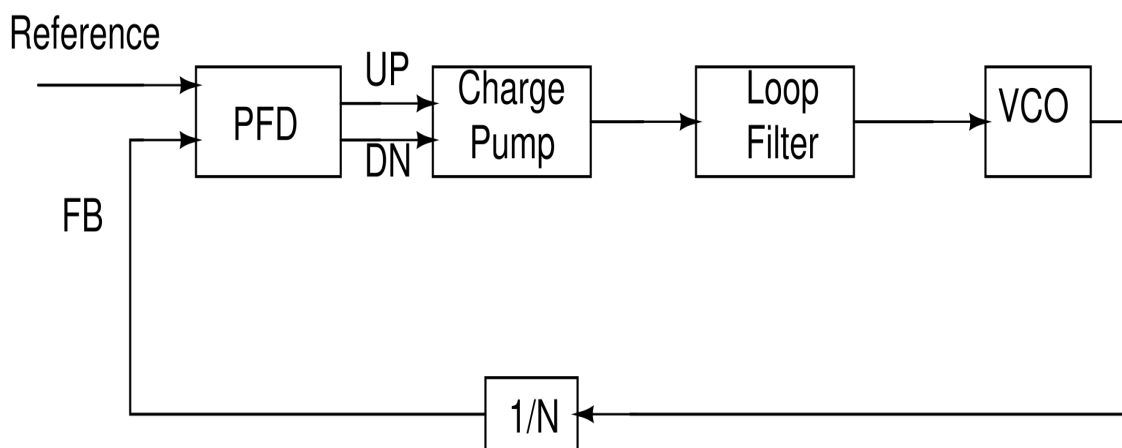 Reference
UP
PFD
DN
Charge
Pump
Loop
Filter
VCO
FB
1/N